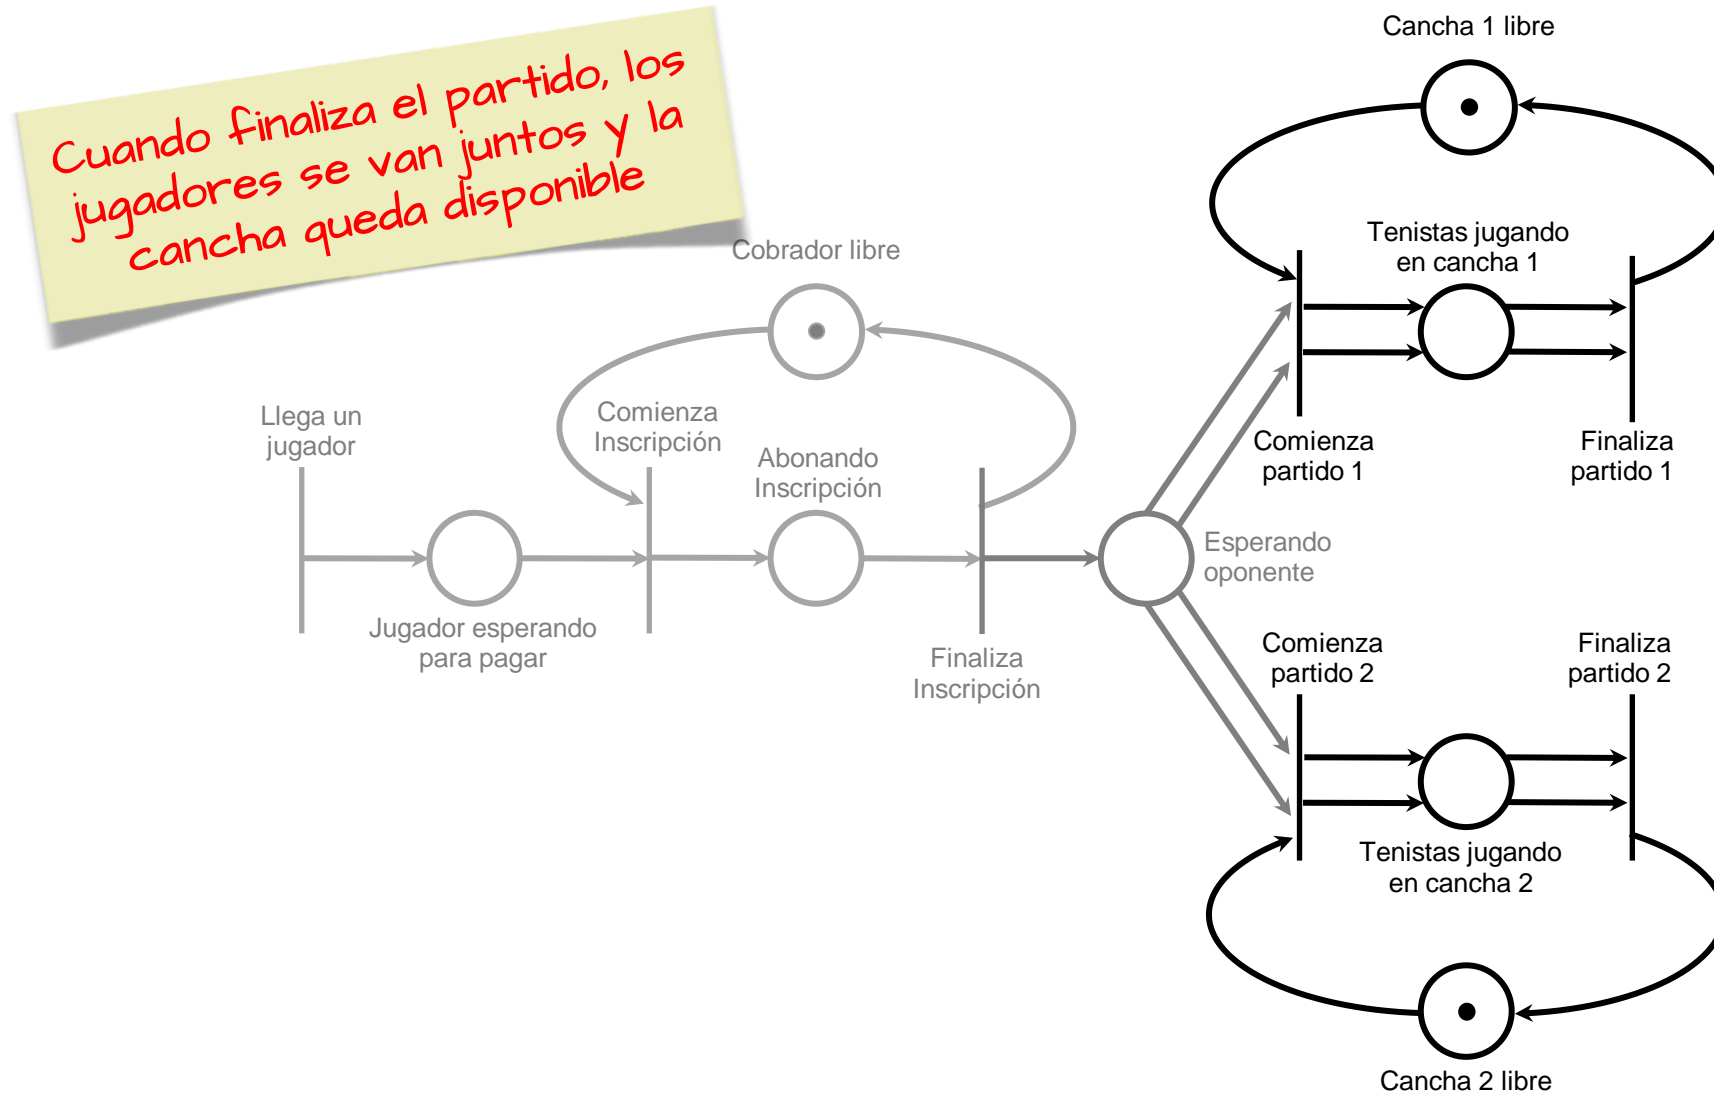 Cuando finaliza el partido, los
jugadores se van juntos y la
cancha queda disponible
Cancha 1 libre
Tenistas jugando
en cancha 1
Cobrador libre
Llega un
jugador
Comienza
Inscripción
Abonando
Inscripción
Comienza
partido 1
Finaliza
partido 1
Esperando
oponente
Jugador esperando
para pagar
Finaliza
Inscripción
Comienza
partido 2
Finaliza
partido 2
Tenistas jugando
en cancha 2
Cancha 2 libre